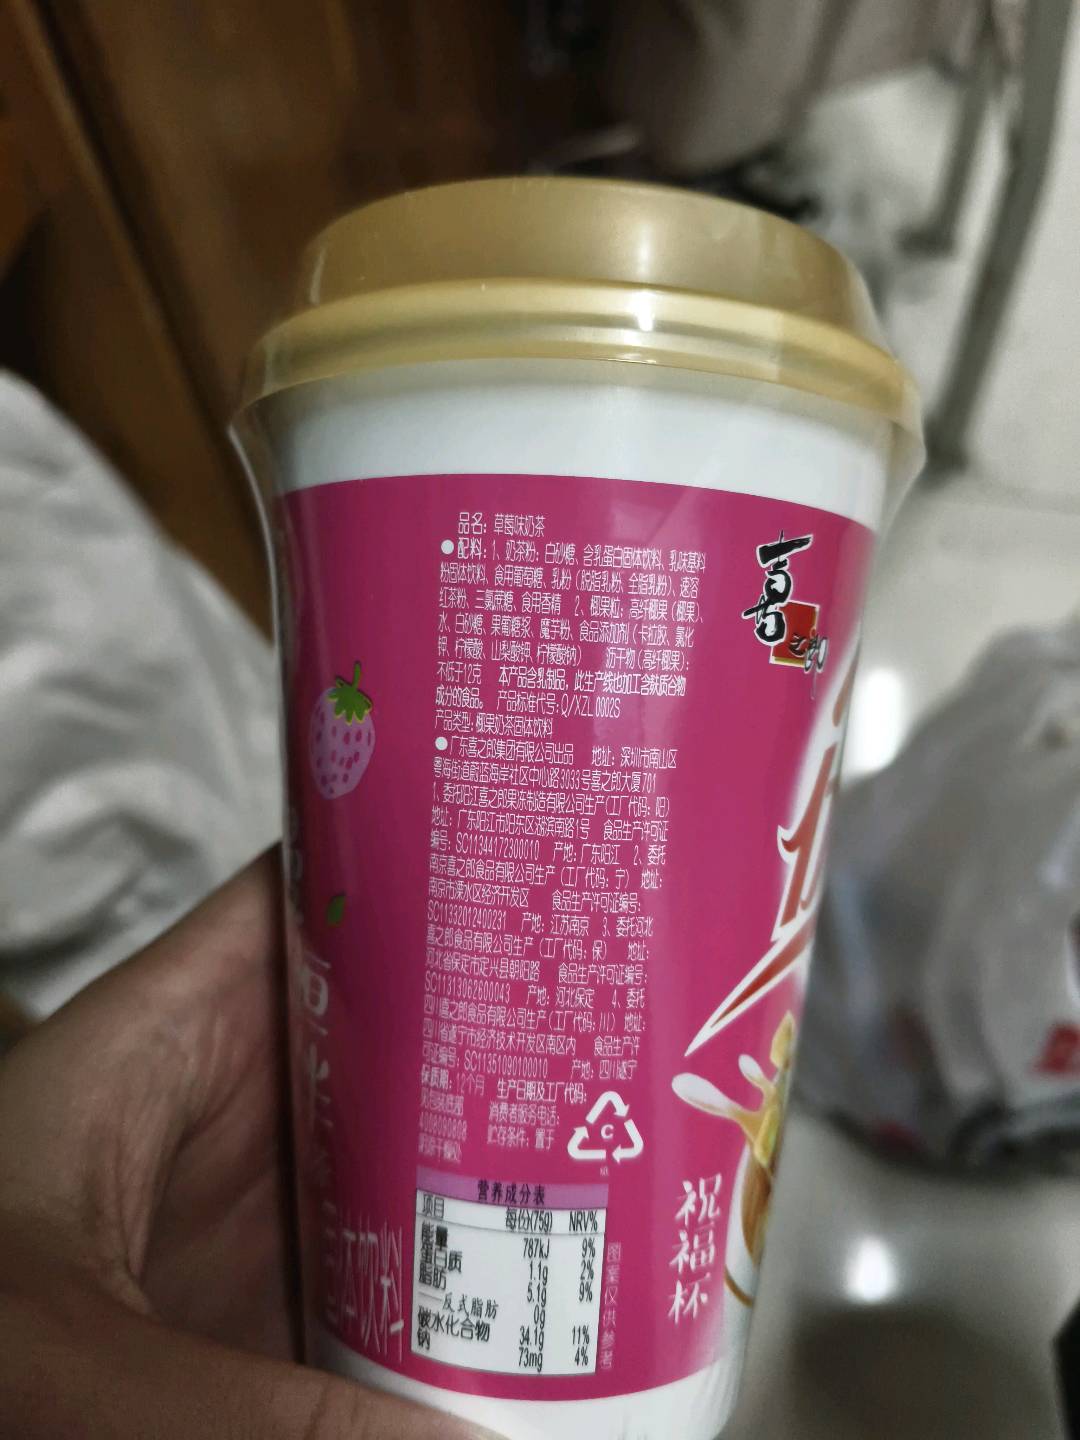 品名: 草莓味奶茶
●配料: 1、奶茶粉: 白砂糖、含乳蛋白固体饮料、乳味基料
粉固体饮料、食用葡萄糖、乳粉 (脱脂乳粉、全脂乳粉)、速溶
红茶粉、三氯蔗糖、食用香精 2、椰果粒: 高纤椰果 (椰果、
水、白砂糖、果葡糖浆、魔芋粉、食品添加剂 (卡拉胶、氯化
钾、柠檬酸、山梨酸钾、柠檬酸钠) 沥干物 (高纤椰果):
不低于12克 本产品含乳制品, 此生产线也加工含麸质谷物
成分的食品。 产品标准代号: Q/XZL 0002S
产品类型: 椰果奶茶固体饮料
●广东喜之郎集团有限公司出品 地址: 深圳市南山区
粤海街道蔚蓝海岸社区中心路3033号喜之郎大厦701
1、委托阳江喜之郎果冻制造有限公司生产 (工厂代码: 阳)
地址: 广东阳江市阳东区湖滨南路1号 食品生产许可证
编号: SC11344172300010 产地: 广东阳江 2、委托
南京喜之郎食品有限公司生产 (工厂代码: 宁) 地址:
南京市溧水区经济开发区 食品生产许可证编号:
SC11332012400231 产地: 江苏南京 3、委托河北
喜之郎食品有限公司生产 (工厂代码: 保) 地址:
河北省保定市定兴县朝阳路 食品生产许可证编号:
SC11313062600043 产地: 河北保定 4、委托
四川喜之郎食品有限公司生产 (工厂代码: 川) 地址:
四川省遂宁市经济技术开发区南区内 食品生产许
可证编号: SC11351090100010 产地: 四川遂宁
保质期: 12个月 生产日期及工厂代码:
见包装底部 消费者服务电话:
4008080808 贮存条件: 置于
阴凉干燥处
C
营养成分表
项目 每份(75g) NRV%
能量 787kJ 9%
蛋白质 1.1g 2%
脂肪 5.1g 9%
——反式脂肪 0g
碳水化合物 34.1g 11%
钠 73mg 4%
图案仅供参考
喜之郎
祝福杯
体饮料